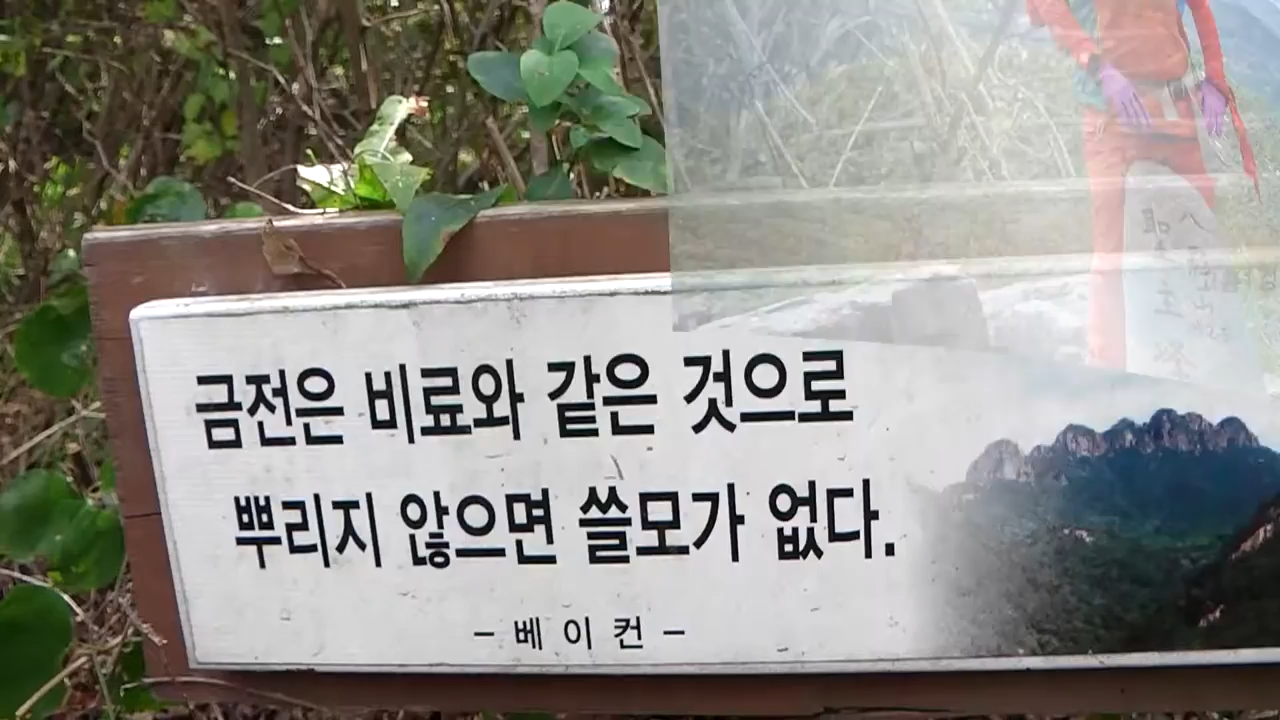 금전은 비료와 같은 것으로
뿌리지 않으면 쓸모가 없다.
- 베이컨 -